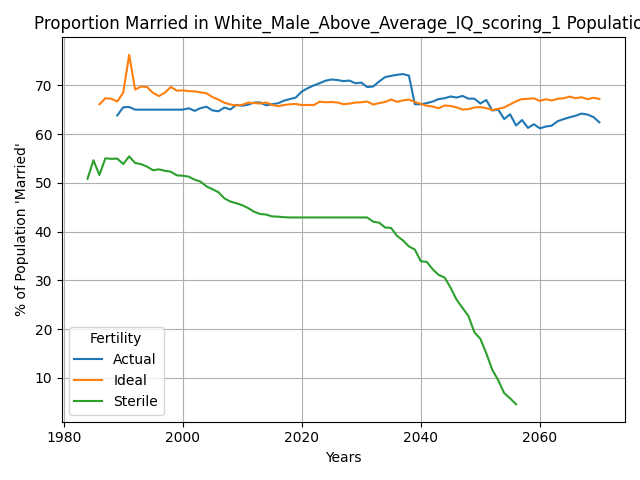 Proportion Married in White_Male_Above_Average_IQ_scoring_1 Populatio
% of Population 'Married'
70
60
50
40
30
20
10
Fertility
Actual
Ideal
Sterile
1980 2000 2020 2040 2060
Years